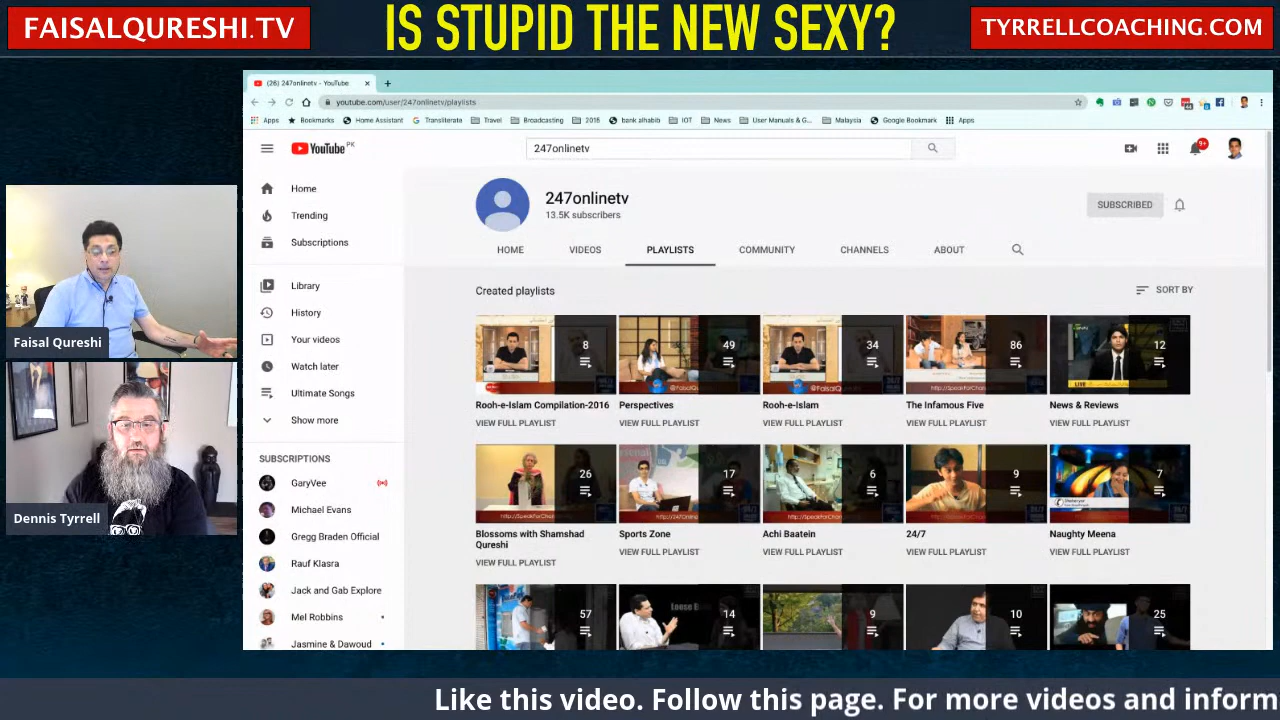 FAISALQURESHI.TV
IS STUPID THE NEW SEXY?
TYRRELLCOACHING.COM
(26) 247onlinetv - YouTube
youtube.com/user/247onlinetv/playlists
Apps
Bookmarks
Home Assistant
Transliterate
Travel
Broadcasting
2016
bank alhabib
IOT
News
User Manuals & G...
Malaysia
Google Bookmark
Apps
YouTube PK
247onlinetv
9+
Home
Trending
Subscriptions
Library
History
Your videos
Watch later
Ultimate Songs
Show more
SUBSCRIPTIONS
GaryVee
Michael Evans
Gregg Braden Official
Rauf Klasra
Jack and Gab Explore
Mel Robbins
Jasmine & Dawoud
247onlinetv
13.5K subscribers
SUBSCRIBED
HOME
VIDEOS
PLAYLISTS
COMMUNITY
CHANNELS
ABOUT
Created playlists
SORT BY
8
49
34
86
12
Rooh-e-Islam Compilation-2016
Perspectives
Rooh-e-Islam
The Infamous Five
News & Reviews
VIEW FULL PLAYLIST
VIEW FULL PLAYLIST
VIEW FULL PLAYLIST
VIEW FULL PLAYLIST
VIEW FULL PLAYLIST
26
17
6
9
7
Blossoms with Shamshad
Qureshi
Sports Zone
Achi Baatein
24/7
Naughty Meena
VIEW FULL PLAYLIST
VIEW FULL PLAYLIST
VIEW FULL PLAYLIST
VIEW FULL PLAYLIST
VIEW FULL PLAYLIST
57
14
9
10
25
Faisal Qureshi
Dennis Tyrrell
Like this video. Follow this page. For more videos and inform